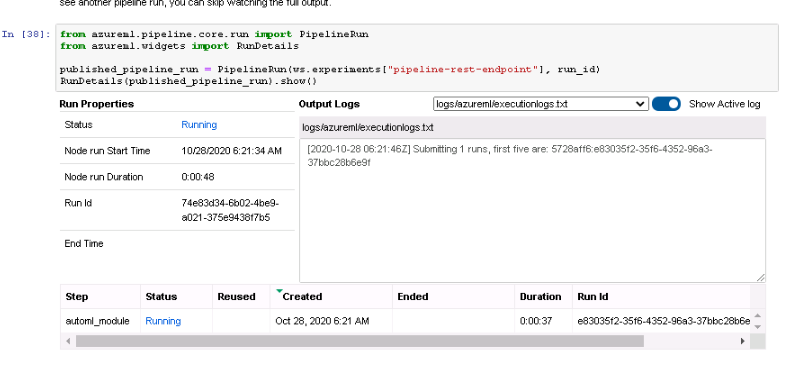 see another pipeline run, you can skip watching the full output.
In [38]:
from azureml.pipeline.core.run import PipelineRun
from azureml.widgets import RunDetails
published_pipeline_run = PipelineRun(ws.experiments["pipeline-rest-endpoint"], run_id)
RunDetails(published_pipeline_run).show()
Run Properties
Status Running
Node run Start Time 10/28/2020 6:21:34 AM
Node run Duration 0:00:48
Run Id 74e83d34-6b02-4be9-
a021-375e9438f7b5
End Time
Output Logs logs/azureml/executionlogs.txt Show Active log
logs/azureml/executionlogs.txt
[2020-10-28 06:21:46Z] Submitting 1 runs, first five are: 5728aff6:e83035f2-35f6-4352-96a3-
37bbc28b6e9f
Step Status Reused Created Ended Duration Run Id
automl_module Running Oct 28, 2020 6:21 AM 0:00:37 e83035f2-35f6-4352-96a3-37bbc28b6e